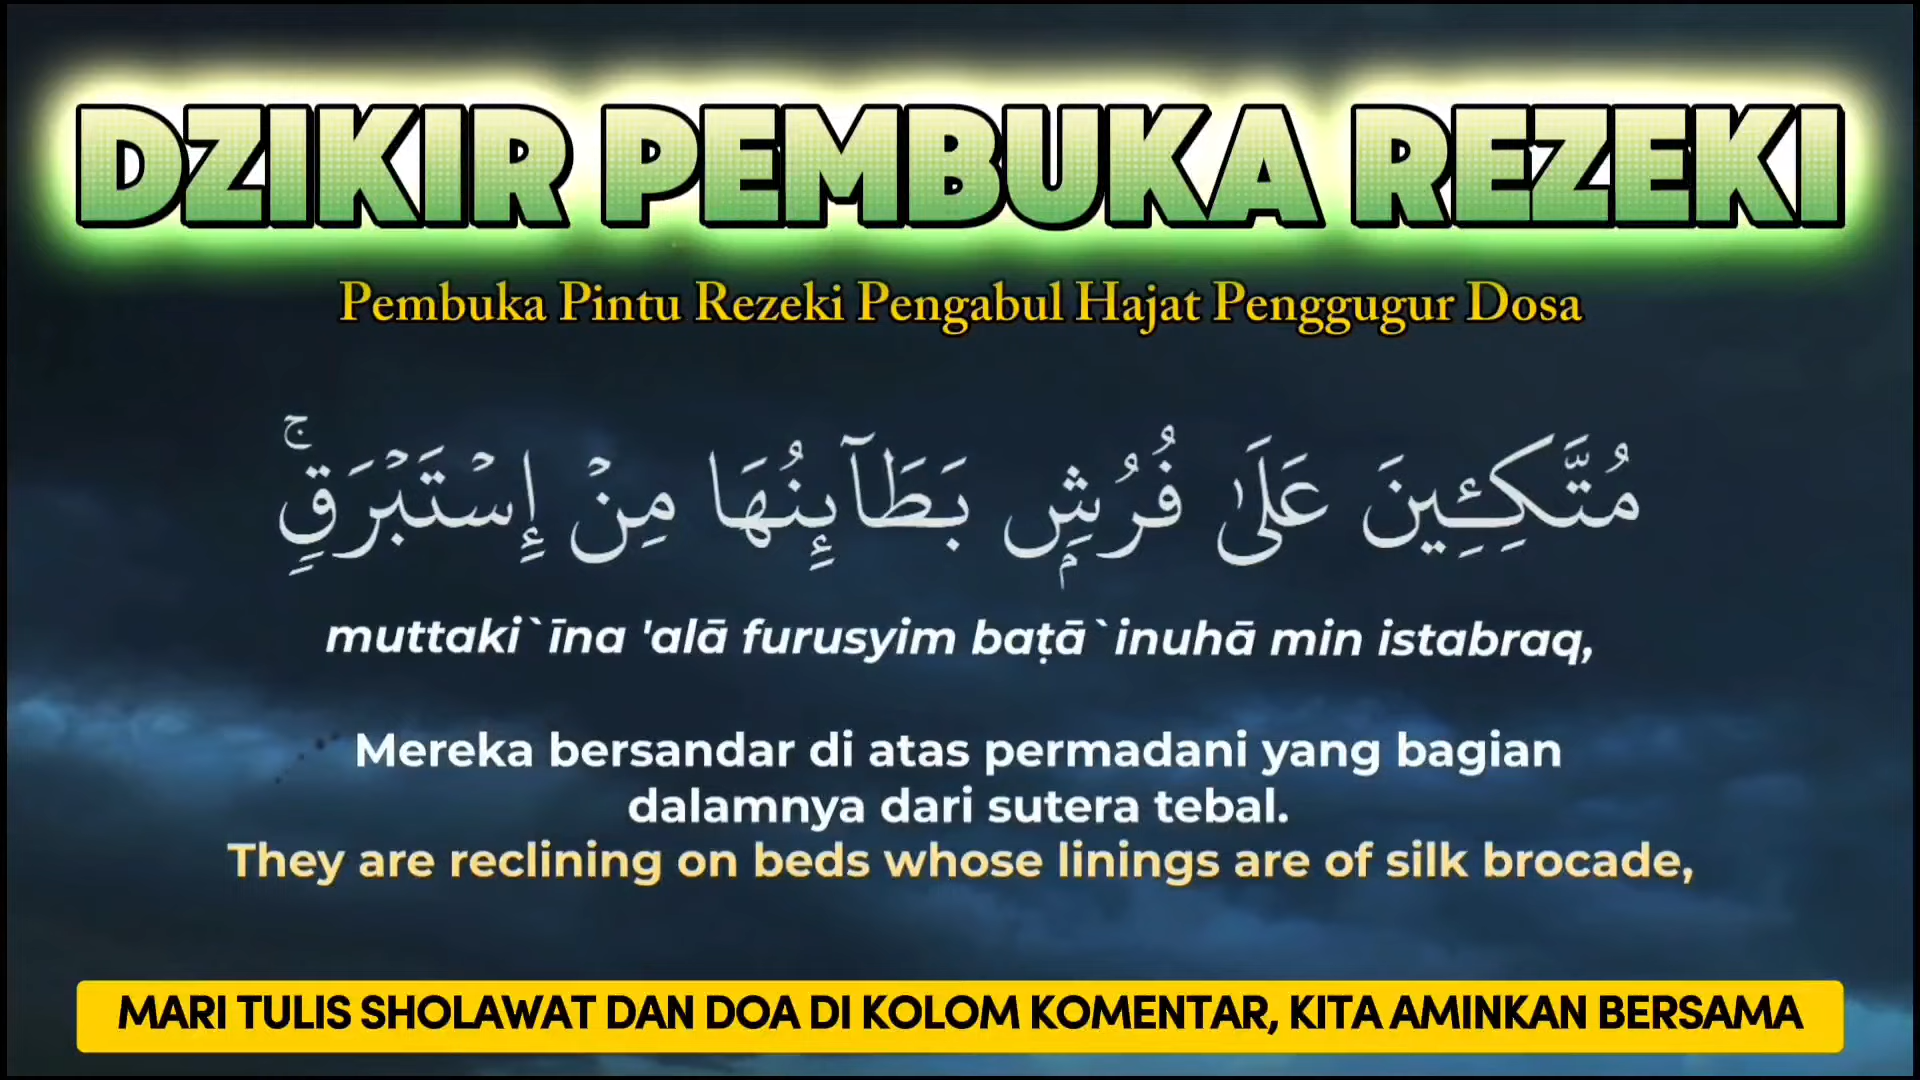 DZIKIR PEMBUKA REZEKI
Pembuka Pintu Rezeki Pengabul Hajat Penggugur Dosa
مُتَّكِـِٕينَ عَلَىٰ فُرُشٍۭ بَطَآىِٕنُهَا مِنْ إِسْتَبْرَقٍۚ
muttaki`īna 'alā furusyim baṭā`inuhā min istabraq,
Mereka bersandar di atas permadani yang bagian
dalamnya dari sutera tebal.
They are reclining on beds whose linings are of silk brocade,
MARI TULIS SHOLAWAT DAN DOA DI KOLOM KOMENTAR, KITA AMINKAN BERSAMA